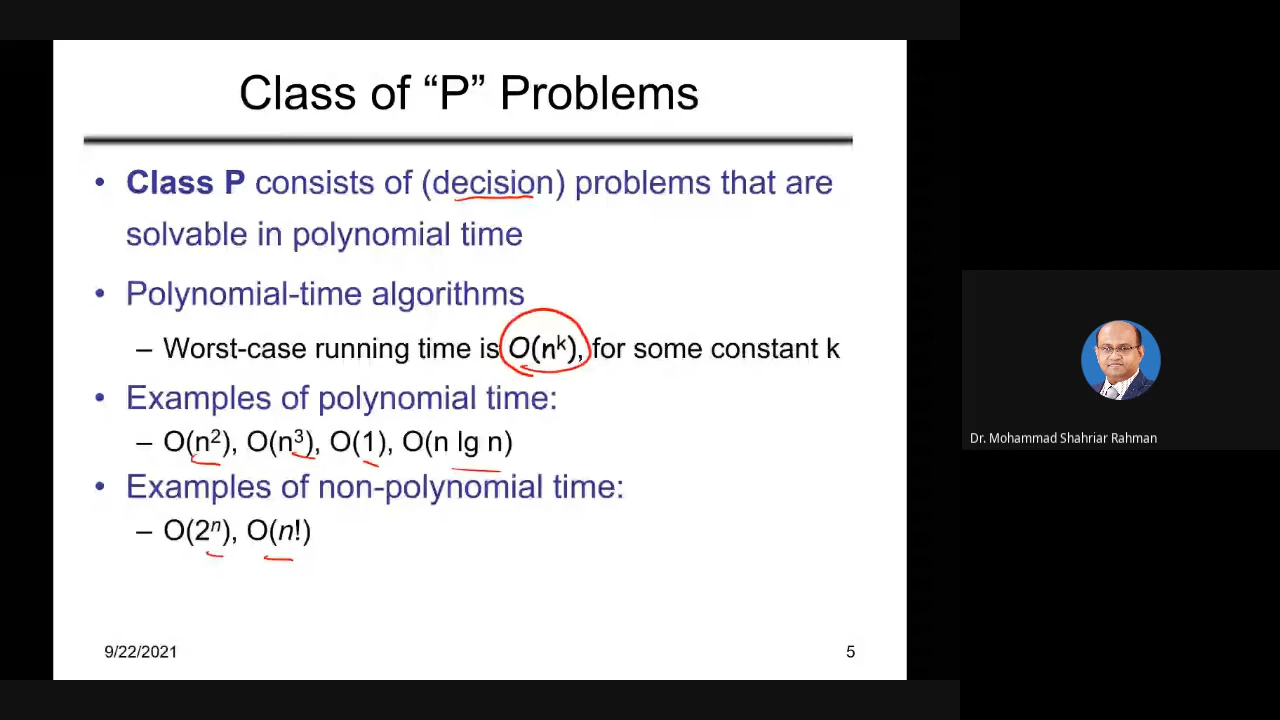 Class of “P” Problems
• Class P consists of (decision) problems that are
solvable in polynomial time
• Polynomial-time algorithms
– Worst-case running time is O(nᵏ), for some constant k
• Examples of polynomial time:
– O(n²), O(n³), O(1), O(n lg n)
• Examples of non-polynomial time:
– O(2ⁿ), O(n!)
9/22/2021
5
Dr. Mohammad Shahriar Rahman